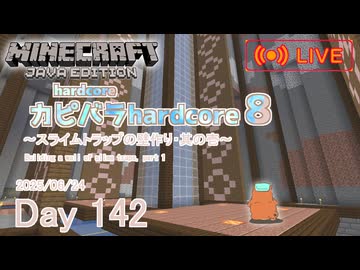 MINECRAFT
JAVA EDITION
LIVE
hardcore
カピバラhardcore8
～スライムトラップの壁作り・其の壱～
Building a wall of slime traps, part 1
2025/06/24
Day 142